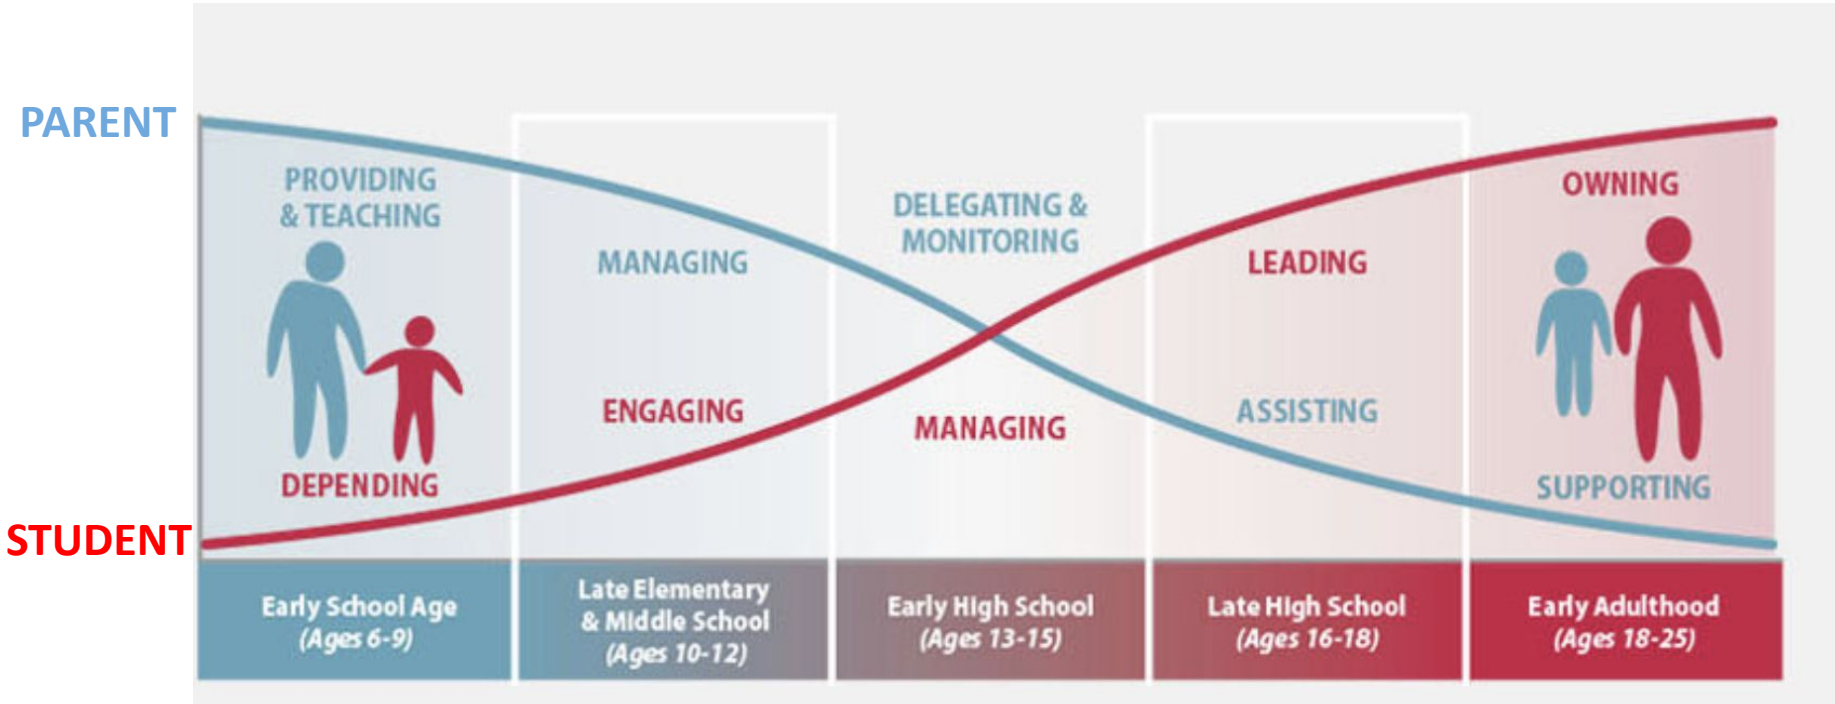 PARENT
STUDENT
PROVIDING
& TEACHING
DEPENDING
MANAGING
ENGAGING
DELEGATING &
MONITORING
MANAGING
LEADING
ASSISTING
OWNING
SUPPORTING
Early School Age
(Ages 6-9)
Late Elementary
& Middle School
(Ages 10-12)
Early High School
(Ages 13-15)
Late High School
(Ages 16-18)
Early Adulthood
(Ages 18-25)